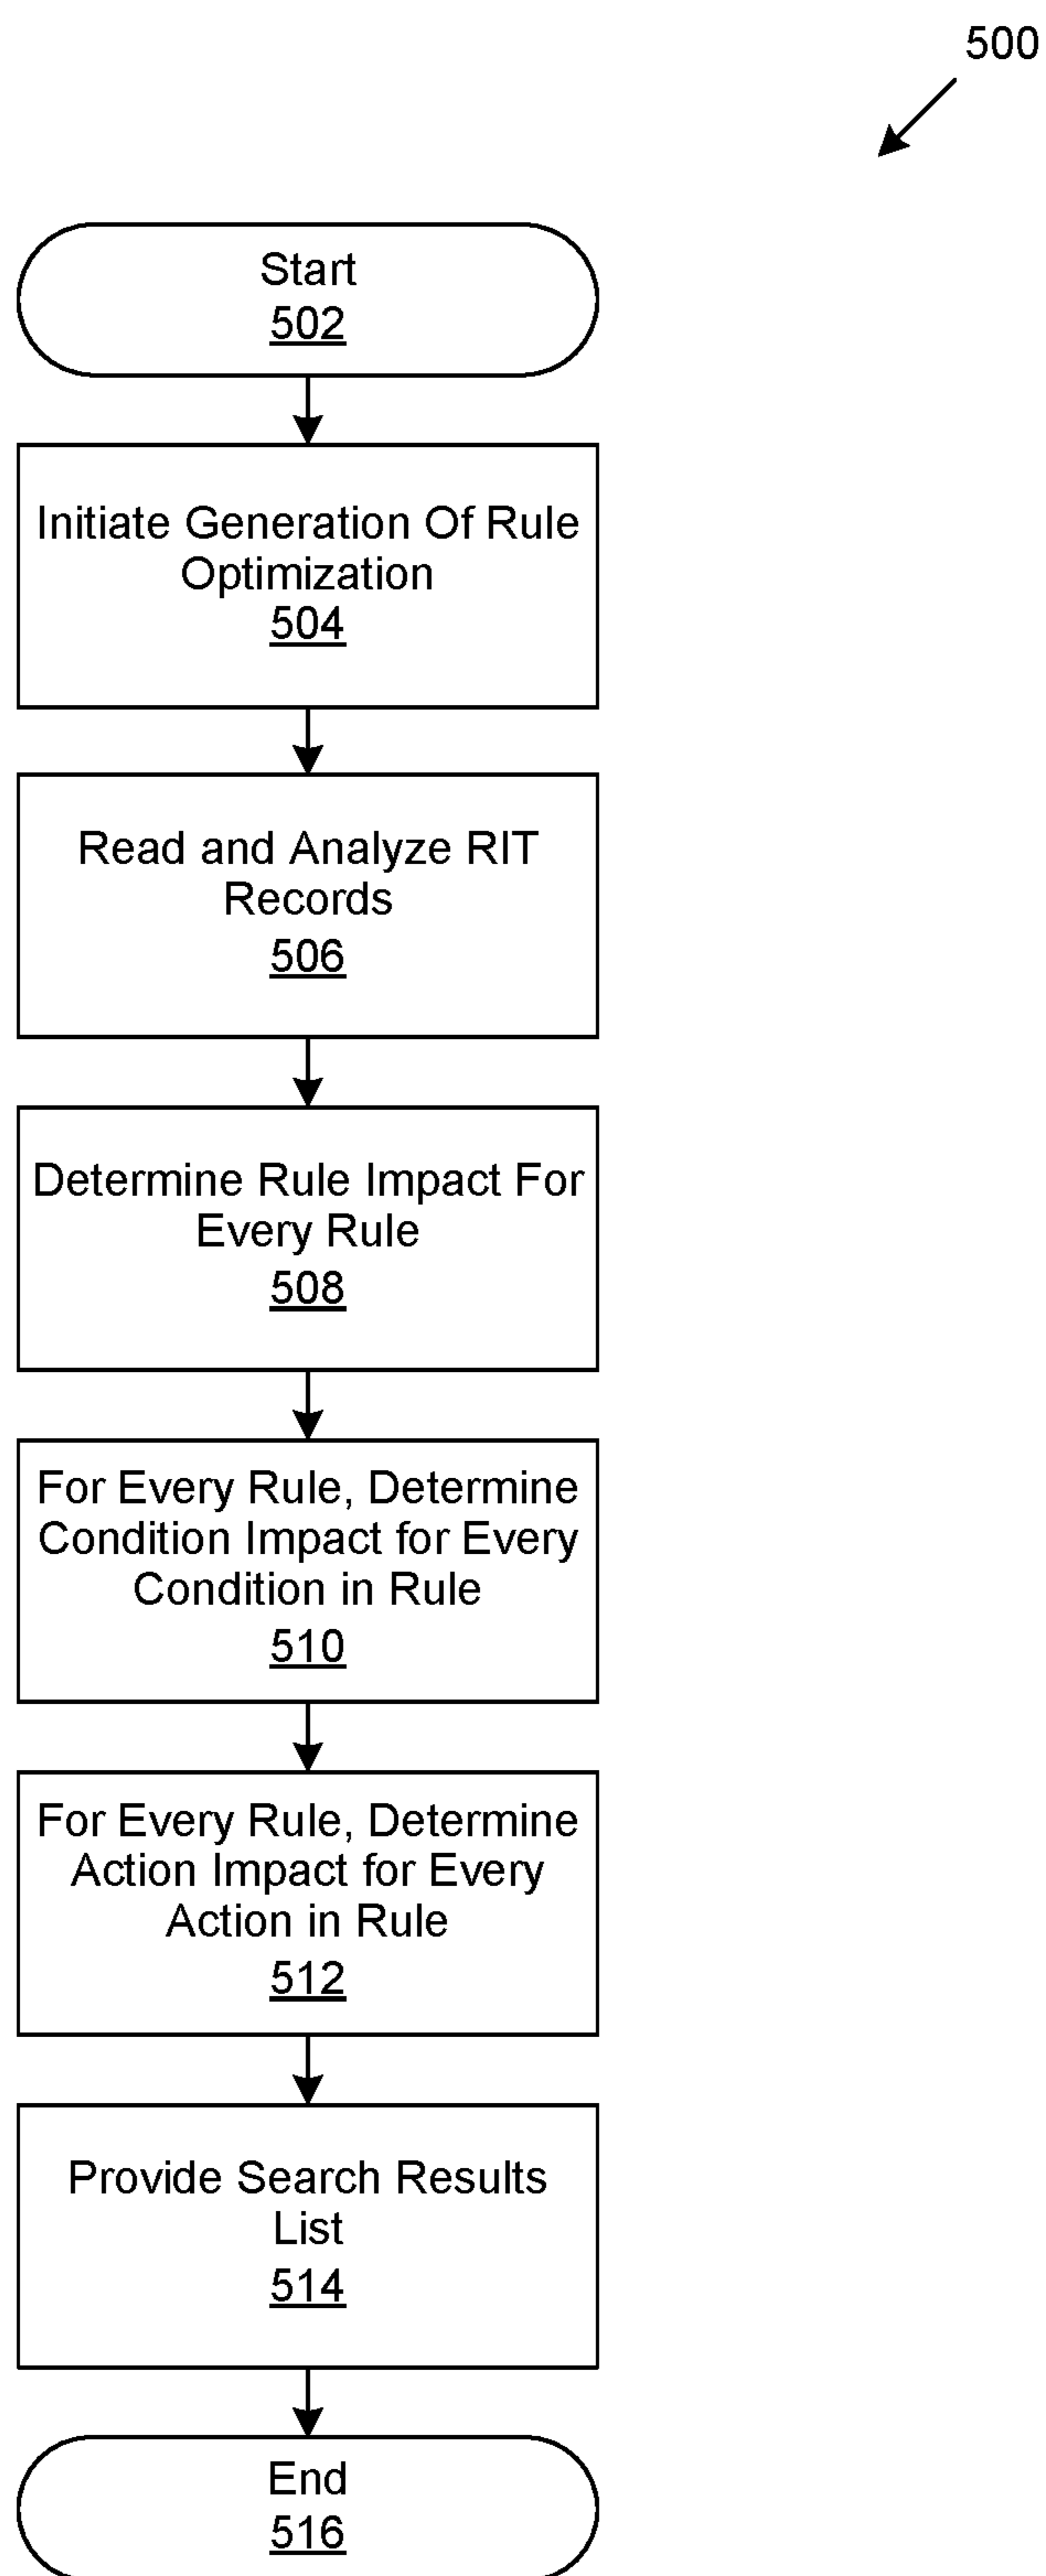 500
Start
502
Initiate Generation Of Rule
Optimization
504
Read and Analyze RIT
Records
506
Determine Rule Impact For
Every Rule
508
For Every Rule, Determine
Condition Impact for Every
Condition in Rule
510
For Every Rule, Determine
Action Impact for Every
Action in Rule
512
Provide Search Results
List
514
End
516